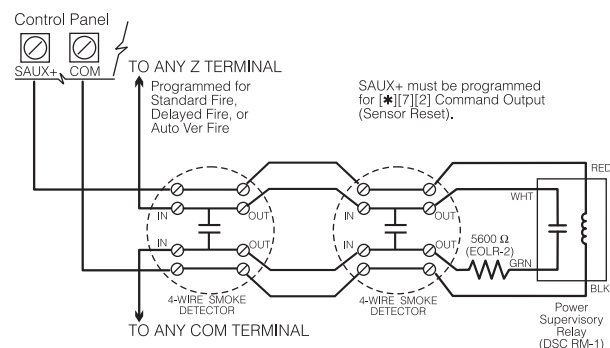 Control Panel
SAUX+ COM
TO ANY Z TERMINAL
Programmed for
Standard Fire,
Delayed Fire, or
Auto Ver Fire
SAUX+ must be programmed
for [✱][7][2] Command Output
(Sensor Reset).
RED
WHT
IN OUT
IN OUT
IN OUT
IN OUT
5600 Ω
(EOLR-2)
GRN
BLK
4-WIRE SMOKE
DETECTOR
4-WIRE SMOKE
DETECTOR
Power
Supervisory
Relay
(DSC RM-1)
TO ANY COM TERMINAL